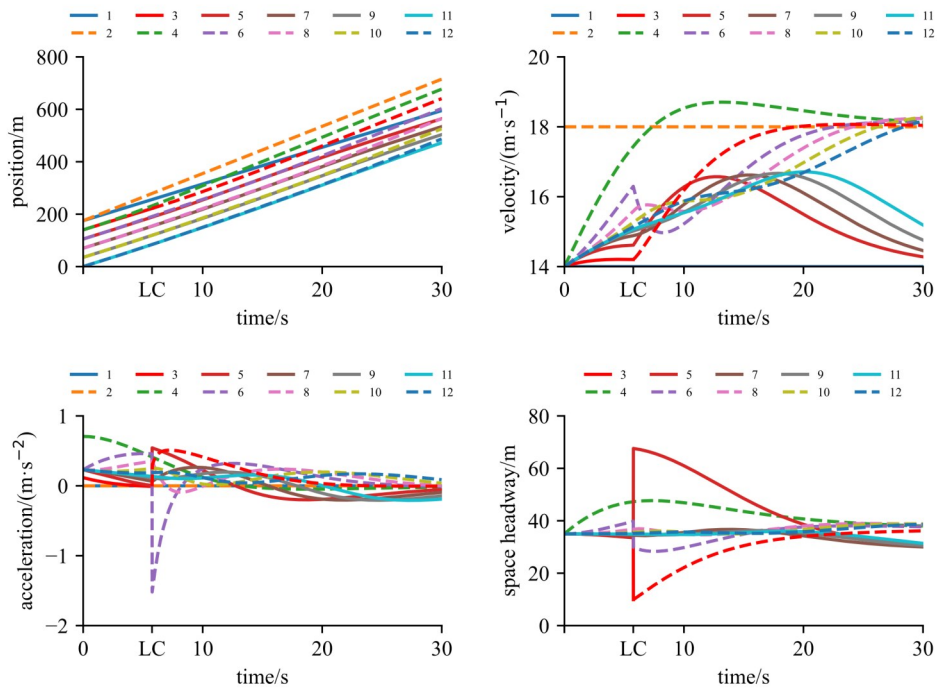 1 3 5 7 9 11
2 4 6 8 10 12
800
600
400
200
0
position/m
0 LC 10 20 30
time/s
1 3 5 7 9 11
2 4 6 8 10 12
20
18
16
14
velocity/(m·s⁻¹)
0 LC 10 20 30
time/s
1 3 5 7 9 11
2 4 6 8 10 12
1
0
−1
−2
acceleration/(m·s⁻²)
0 LC 10 20 30
time/s
3 5 7 9 11
4 6 8 10 12
80
60
40
20
0
space headway/m
LC 10 20 30
time/s